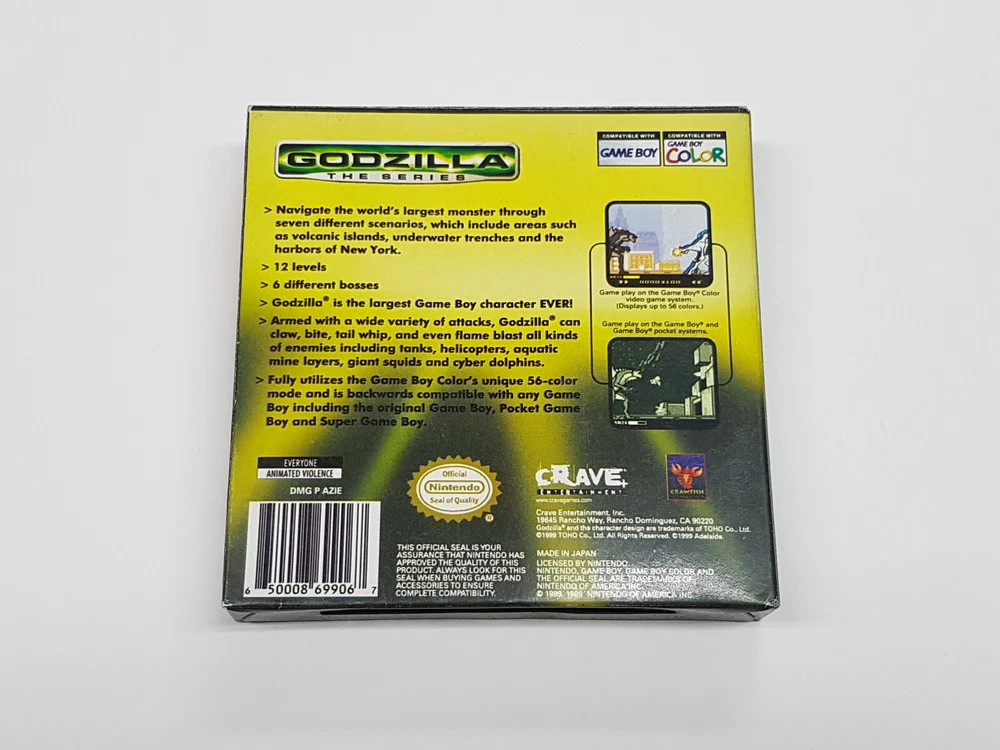 GODZILLA
THE SERIES
COMPATIBLE WITH
GAME BOY
COMPATIBLE WITH
GAME BOY
COLOR
> Navigate the world's largest monster through
seven different scenarios, which include areas such
as volcanic islands, underwater trenches and the
harbors of New York.
> 12 levels
> 6 different bosses
> Godzilla® is the largest Game Boy character EVER!
> Armed with a wide variety of attacks, Godzilla® can
claw, bite, tail whip, and even flame blast all kinds
of enemies including tanks, helicopters, aquatic
mine layers, giant squids and cyber dolphins.
> Fully utilizes the Game Boy Color's unique 56-color
mode and is backwards compatible with any Game
Boy including the original Game Boy, Pocket Game
Boy and Super Game Boy.
Game play on the Game Boy® Color
video game system.
(Displays up to 56 colors.)
Game play on the Game Boy® and
Game Boy® pocket systems.
EVERYONE
ANIMATED VIOLENCE
DMG P AZIE
6 50008 69906 7
Official
Nintendo
Seal of Quality
®
THIS OFFICIAL SEAL IS YOUR
ASSURANCE THAT NINTENDO HAS
APPROVED THE QUALITY OF THIS
PRODUCT. ALWAYS LOOK FOR THIS
SEAL WHEN BUYING GAMES AND
ACCESSORIES TO ENSURE
COMPLETE COMPATIBILITY.
CRAVE
ENTERTAINMENT
www.cravegames.com
CRAWFISH
Crave Entertainment, Inc.
19645 Rancho Way, Rancho Dominguez, CA 90220
Godzilla® and the character design are trademarks of TOHO Co., Ltd.
©1999 TOHO Co., Ltd. All Rights Reserved. ©1999 Adelaide.
MADE IN JAPAN
LICENSED BY NINTENDO.
NINTENDO, GAME BOY, GAME BOY COLOR AND
THE OFFICIAL SEAL ARE TRADEMARKS OF
NINTENDO OF AMERICA INC.
© 1989, 1989 NINTENDO OF AMERICA INC.